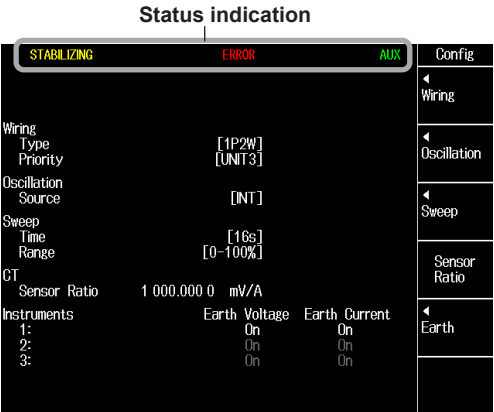 Status indication
STABILIZING ERROR AUX Config
Wiring
Wiring
Type [1P2W]
Priority [UNIT3]
Oscillation
Oscillation
Source [INT]
Sweep
Sweep
Time [16s]
Range [0-100%]
Sensor
Ratio
CT
Sensor Ratio 1 000.000 0 mV/A
Instruments Earth Voltage Earth Current
Earth
1: On On
2: On On
3: On On